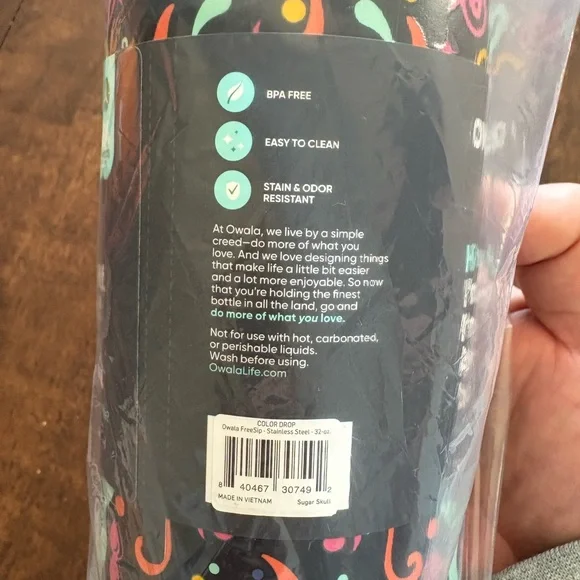 BPA FREE
EASY TO CLEAN
STAIN & ODOR
RESISTANT
At Owala, we live by a simple
creed—do more of what you
love. And we love designing things
that make life a little bit easier
and a lot more enjoyable. So now
that you're holding the finest
bottle in all the land, go and
do more of what you love.
Not for use with hot, carbonated,
or perishable liquids.
Wash before using.
OwalaLife.com
COLOR DROP
Owala FreeSip - Stainless Steel - 32-oz.
8 40467 30749 2
MADE IN VIETNAM Sugar Skull